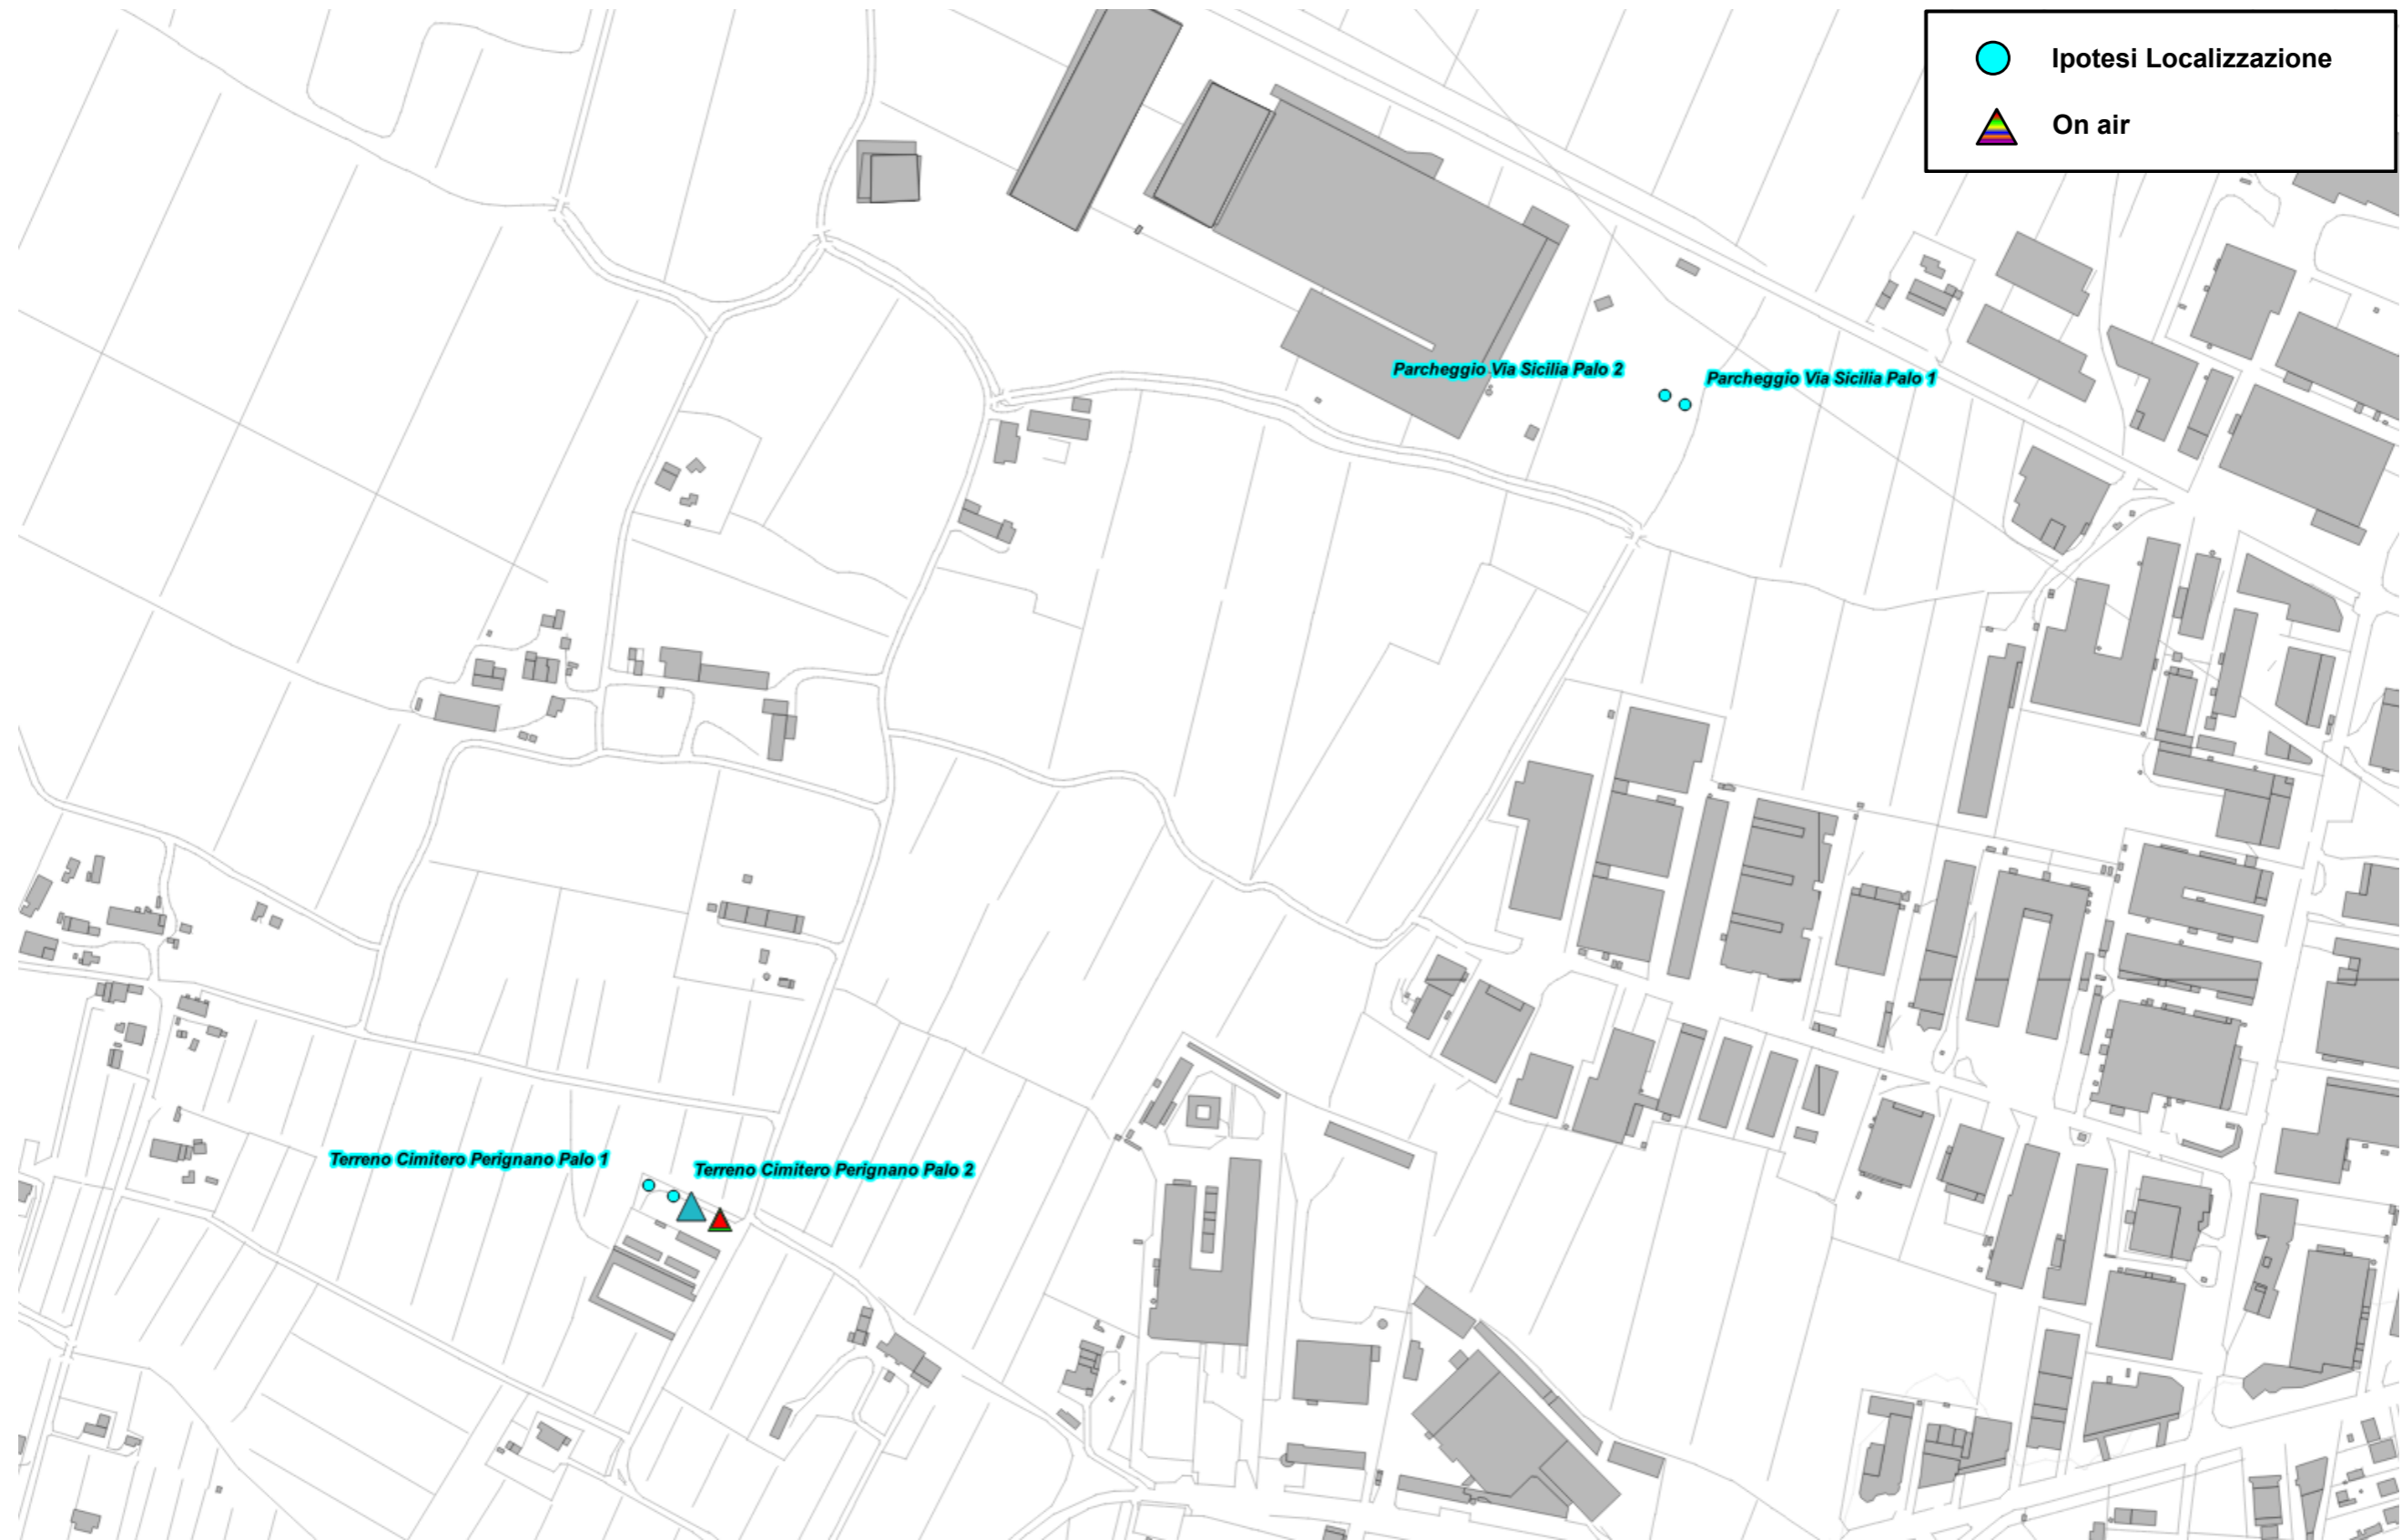 Ipotesi Localizzazione
On air
Parcheggio Via Sicilia Palo 2
Parcheggio Via Sicilia Palo 1
Terreno Cimitero Perignano Palo 1
Terreno Cimitero Perignano Palo 2